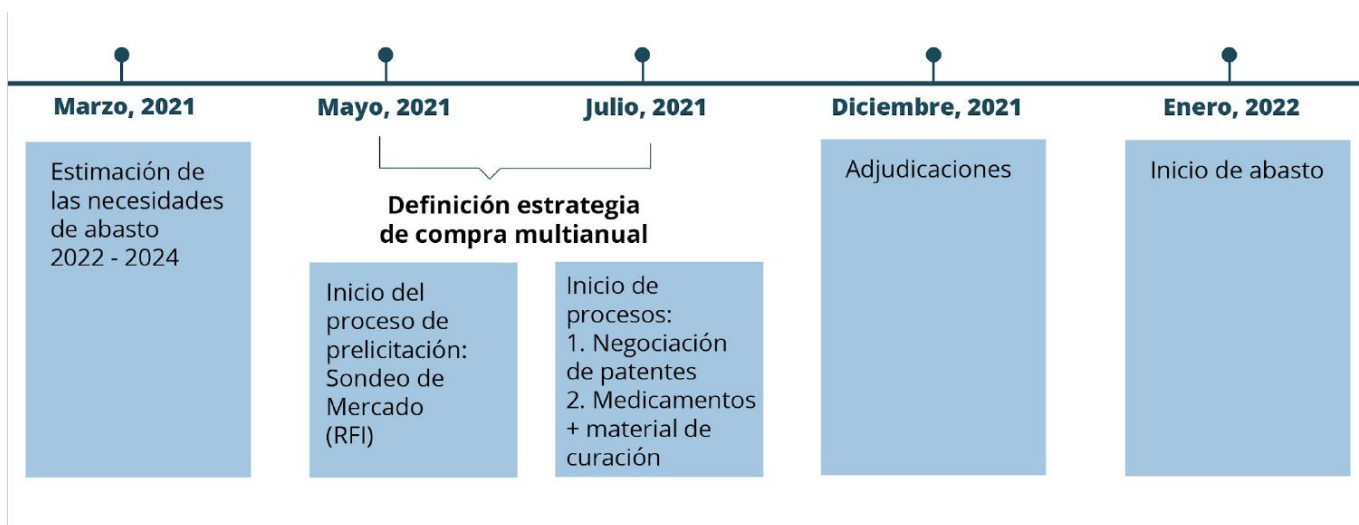 Marzo, 2021
Mayo, 2021
Julio, 2021
Diciembre, 2021
Enero, 2022
Estimación de
las necesidades
de abasto
2022 - 2024
Definición estrategia
de compra multianual
Inicio del
proceso de
prelicitación:
Sondeo de
Mercado
(RFI)
Inicio de
procesos:
1. Negociación
de patentes
2. Medicamentos
+ material de
curación
Adjudicaciones
Inicio de abasto